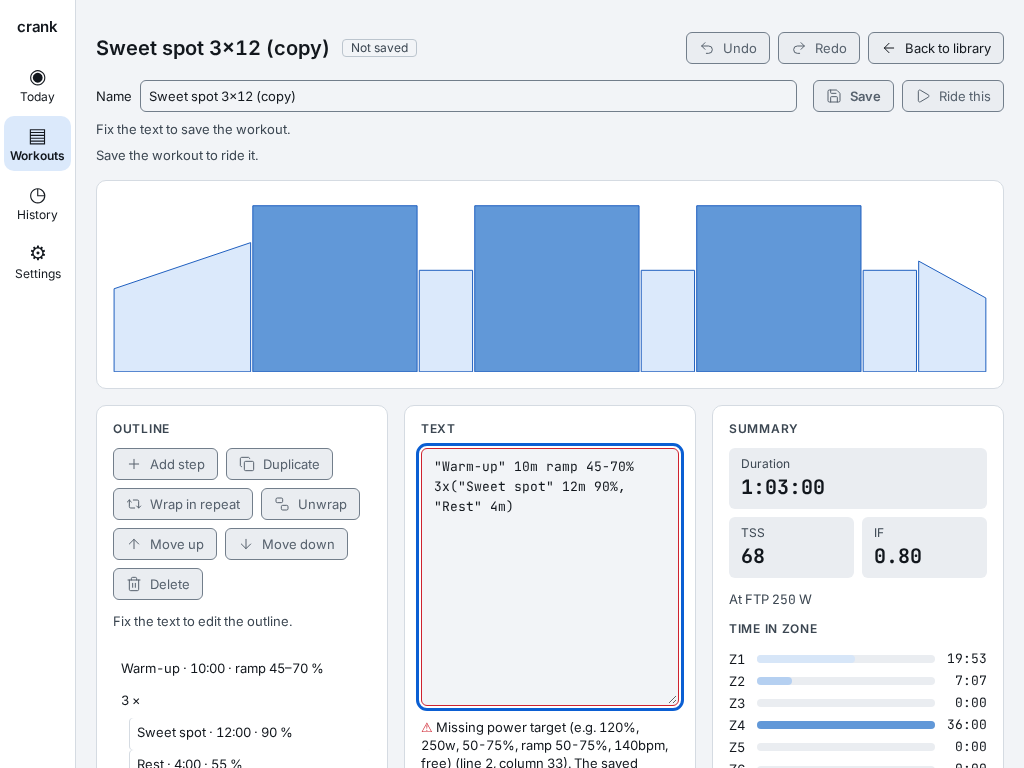 crank
Today
Workouts
History
Settings
Sweet spot 3×12 (copy)
Not saved
Undo
Redo
Back to library
Name
Sweet spot 3×12 (copy)
Save
Ride this
Fix the text to save the workout.
Save the workout to ride it.
OUTLINE
Add step
Duplicate
Wrap in repeat
Unwrap
Move up
Move down
Delete
Fix the text to edit the outline.
Warm-up · 10:00 · ramp 45–70 %
3 ×
Sweet spot · 12:00 · 90 %
Rest · 4:00 · 55 %
TEXT
"Warm-up" 10m ramp 45-70%
3x("Sweet spot" 12m 90%,
"Rest" 4m)
⚠ Missing power target (e.g. 120%,
250w, 50-75%, ramp 50-75%, 140bpm,
free) (line 2, column 33). The saved
SUMMARY
Duration
1:03:00
TSS
68
IF
0.80
At FTP 250 W
TIME IN ZONE
Z1 19:53
Z2 7:07
Z3 0:00
Z4 36:00
Z5 0:00